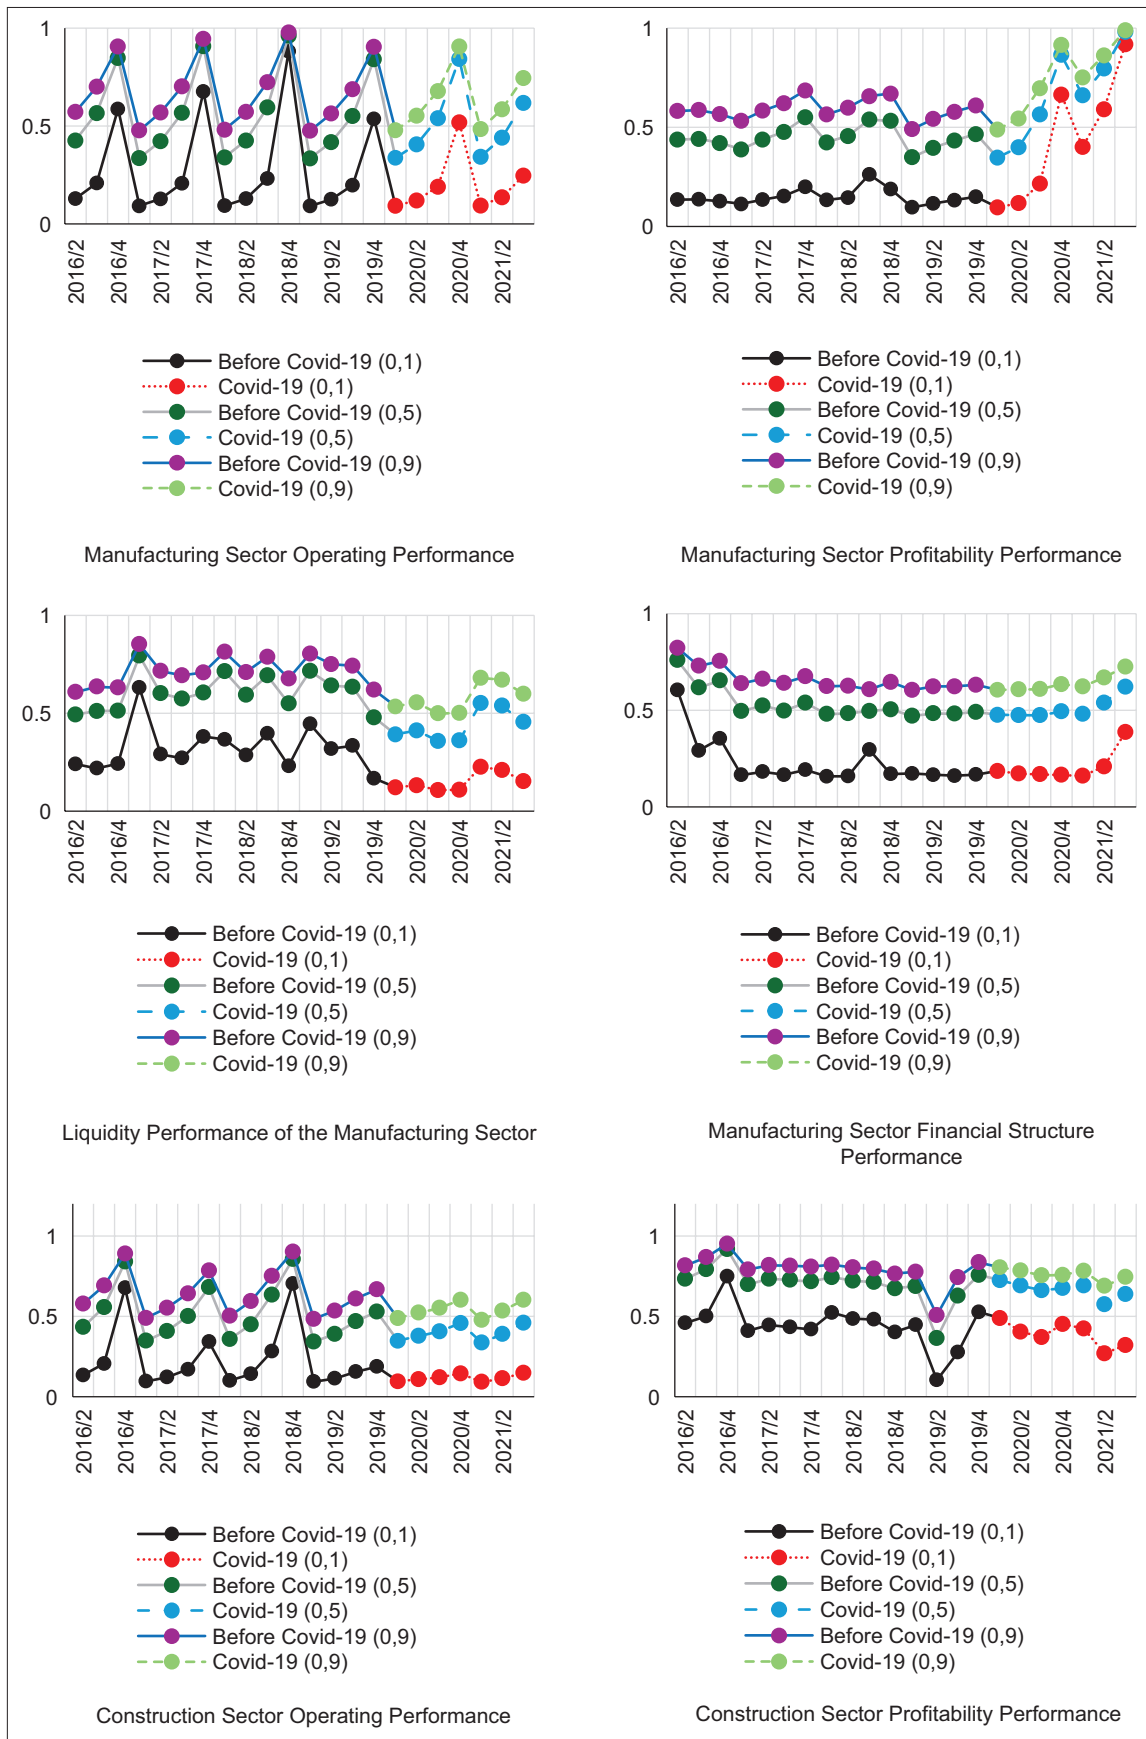 1
0.5
0
2016/2
2016/4
2017/2
2017/4
2018/2
2018/4
2019/2
2019/4
2020/2
2020/4
2021/2
Before Covid-19 (0,1)
Covid-19 (0,1)
Before Covid-19 (0,5)
Covid-19 (0,5)
Before Covid-19 (0,9)
Covid-19 (0,9)
Manufacturing Sector Operating Performance
1
0.5
0
2016/2
2016/4
2017/2
2017/4
2018/2
2018/4
2019/2
2019/4
2020/2
2020/4
2021/2
Before Covid-19 (0,1)
Covid-19 (0,1)
Before Covid-19 (0,5)
Covid-19 (0,5)
Before Covid-19 (0,9)
Covid-19 (0,9)
Manufacturing Sector Profitability Performance
1
0.5
0
2016/2
2016/4
2017/2
2017/4
2018/2
2018/4
2019/2
2019/4
2020/2
2020/4
2021/2
Before Covid-19 (0,1)
Covid-19 (0,1)
Before Covid-19 (0,5)
Covid-19 (0,5)
Before Covid-19 (0,9)
Covid-19 (0,9)
Liquidity Performance of the Manufacturing Sector
1
0.5
0
2016/2
2016/4
2017/2
2017/4
2018/2
2018/4
2019/2
2019/4
2020/2
2020/4
2021/2
Before Covid-19 (0,1)
Covid-19 (0,1)
Before Covid-19 (0,5)
Covid-19 (0,5)
Before Covid-19 (0,9)
Covid-19 (0,9)
Manufacturing Sector Financial Structure
Performance
1
0.5
0
2016/2
2016/4
2017/2
2017/4
2018/2
2018/4
2019/2
2019/4
2020/2
2020/4
2021/2
Before Covid-19 (0,1)
Covid-19 (0,1)
Before Covid-19 (0,5)
Covid-19 (0,5)
Before Covid-19 (0,9)
Covid-19 (0,9)
Construction Sector Operating Performance
1
0.5
0
2016/2
2016/4
2017/2
2017/4
2018/2
2018/4
2019/2
2019/4
2020/2
2020/4
2021/2
Before Covid-19 (0,1)
Covid-19 (0,1)
Before Covid-19 (0,5)
Covid-19 (0,5)
Before Covid-19 (0,9)
Covid-19 (0,9)
Construction Sector Profitability Performance